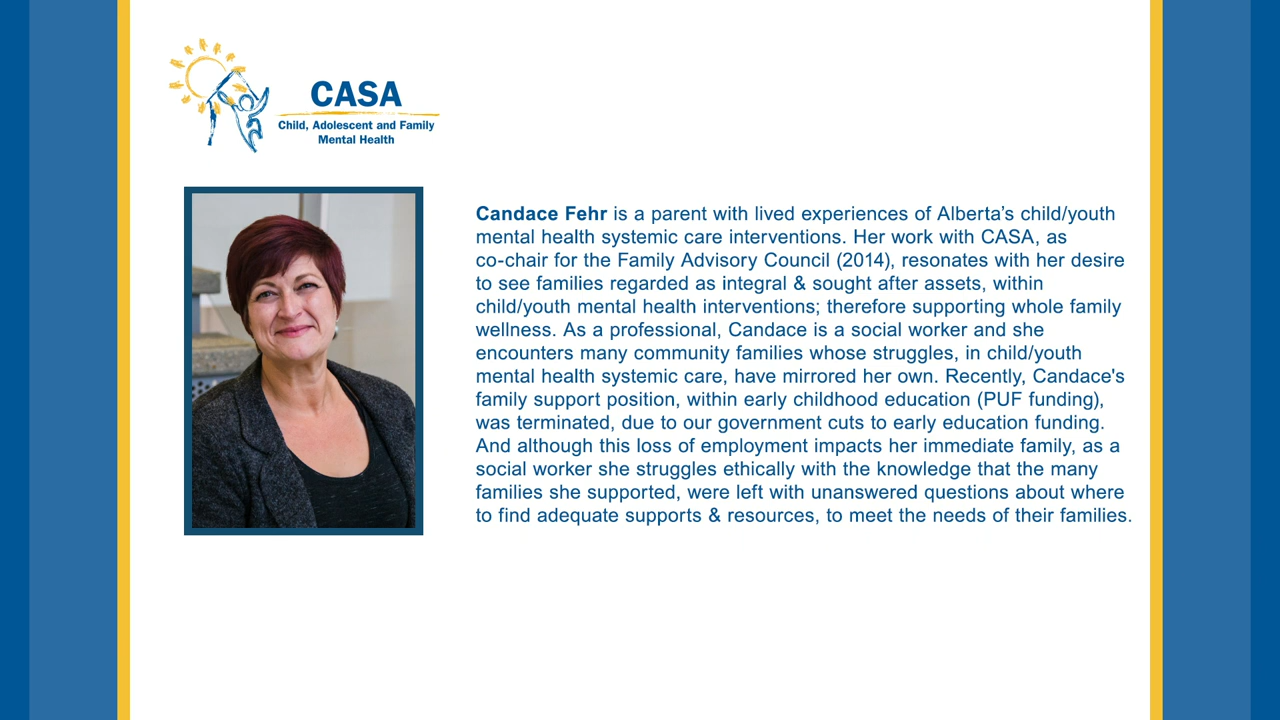 CASA
Child, Adolescent and Family
Mental Health
Candace Fehr is a parent with lived experiences of Alberta’s child/youth
mental health systemic care interventions. Her work with CASA, as
co-chair for the Family Advisory Council (2014), resonates with her desire
to see families regarded as integral & sought after assets, within
child/youth mental health interventions; therefore supporting whole family
wellness. As a professional, Candace is a social worker and she
encounters many community families whose struggles, in child/youth
mental health systemic care, have mirrored her own. Recently, Candace's
family support position, within early childhood education (PUF funding),
was terminated, due to our government cuts to early education funding.
And although this loss of employment impacts her immediate family, as a
social worker she struggles ethically with the knowledge that the many
families she supported, were left with unanswered questions about where
to find adequate supports & resources, to meet the needs of their families.